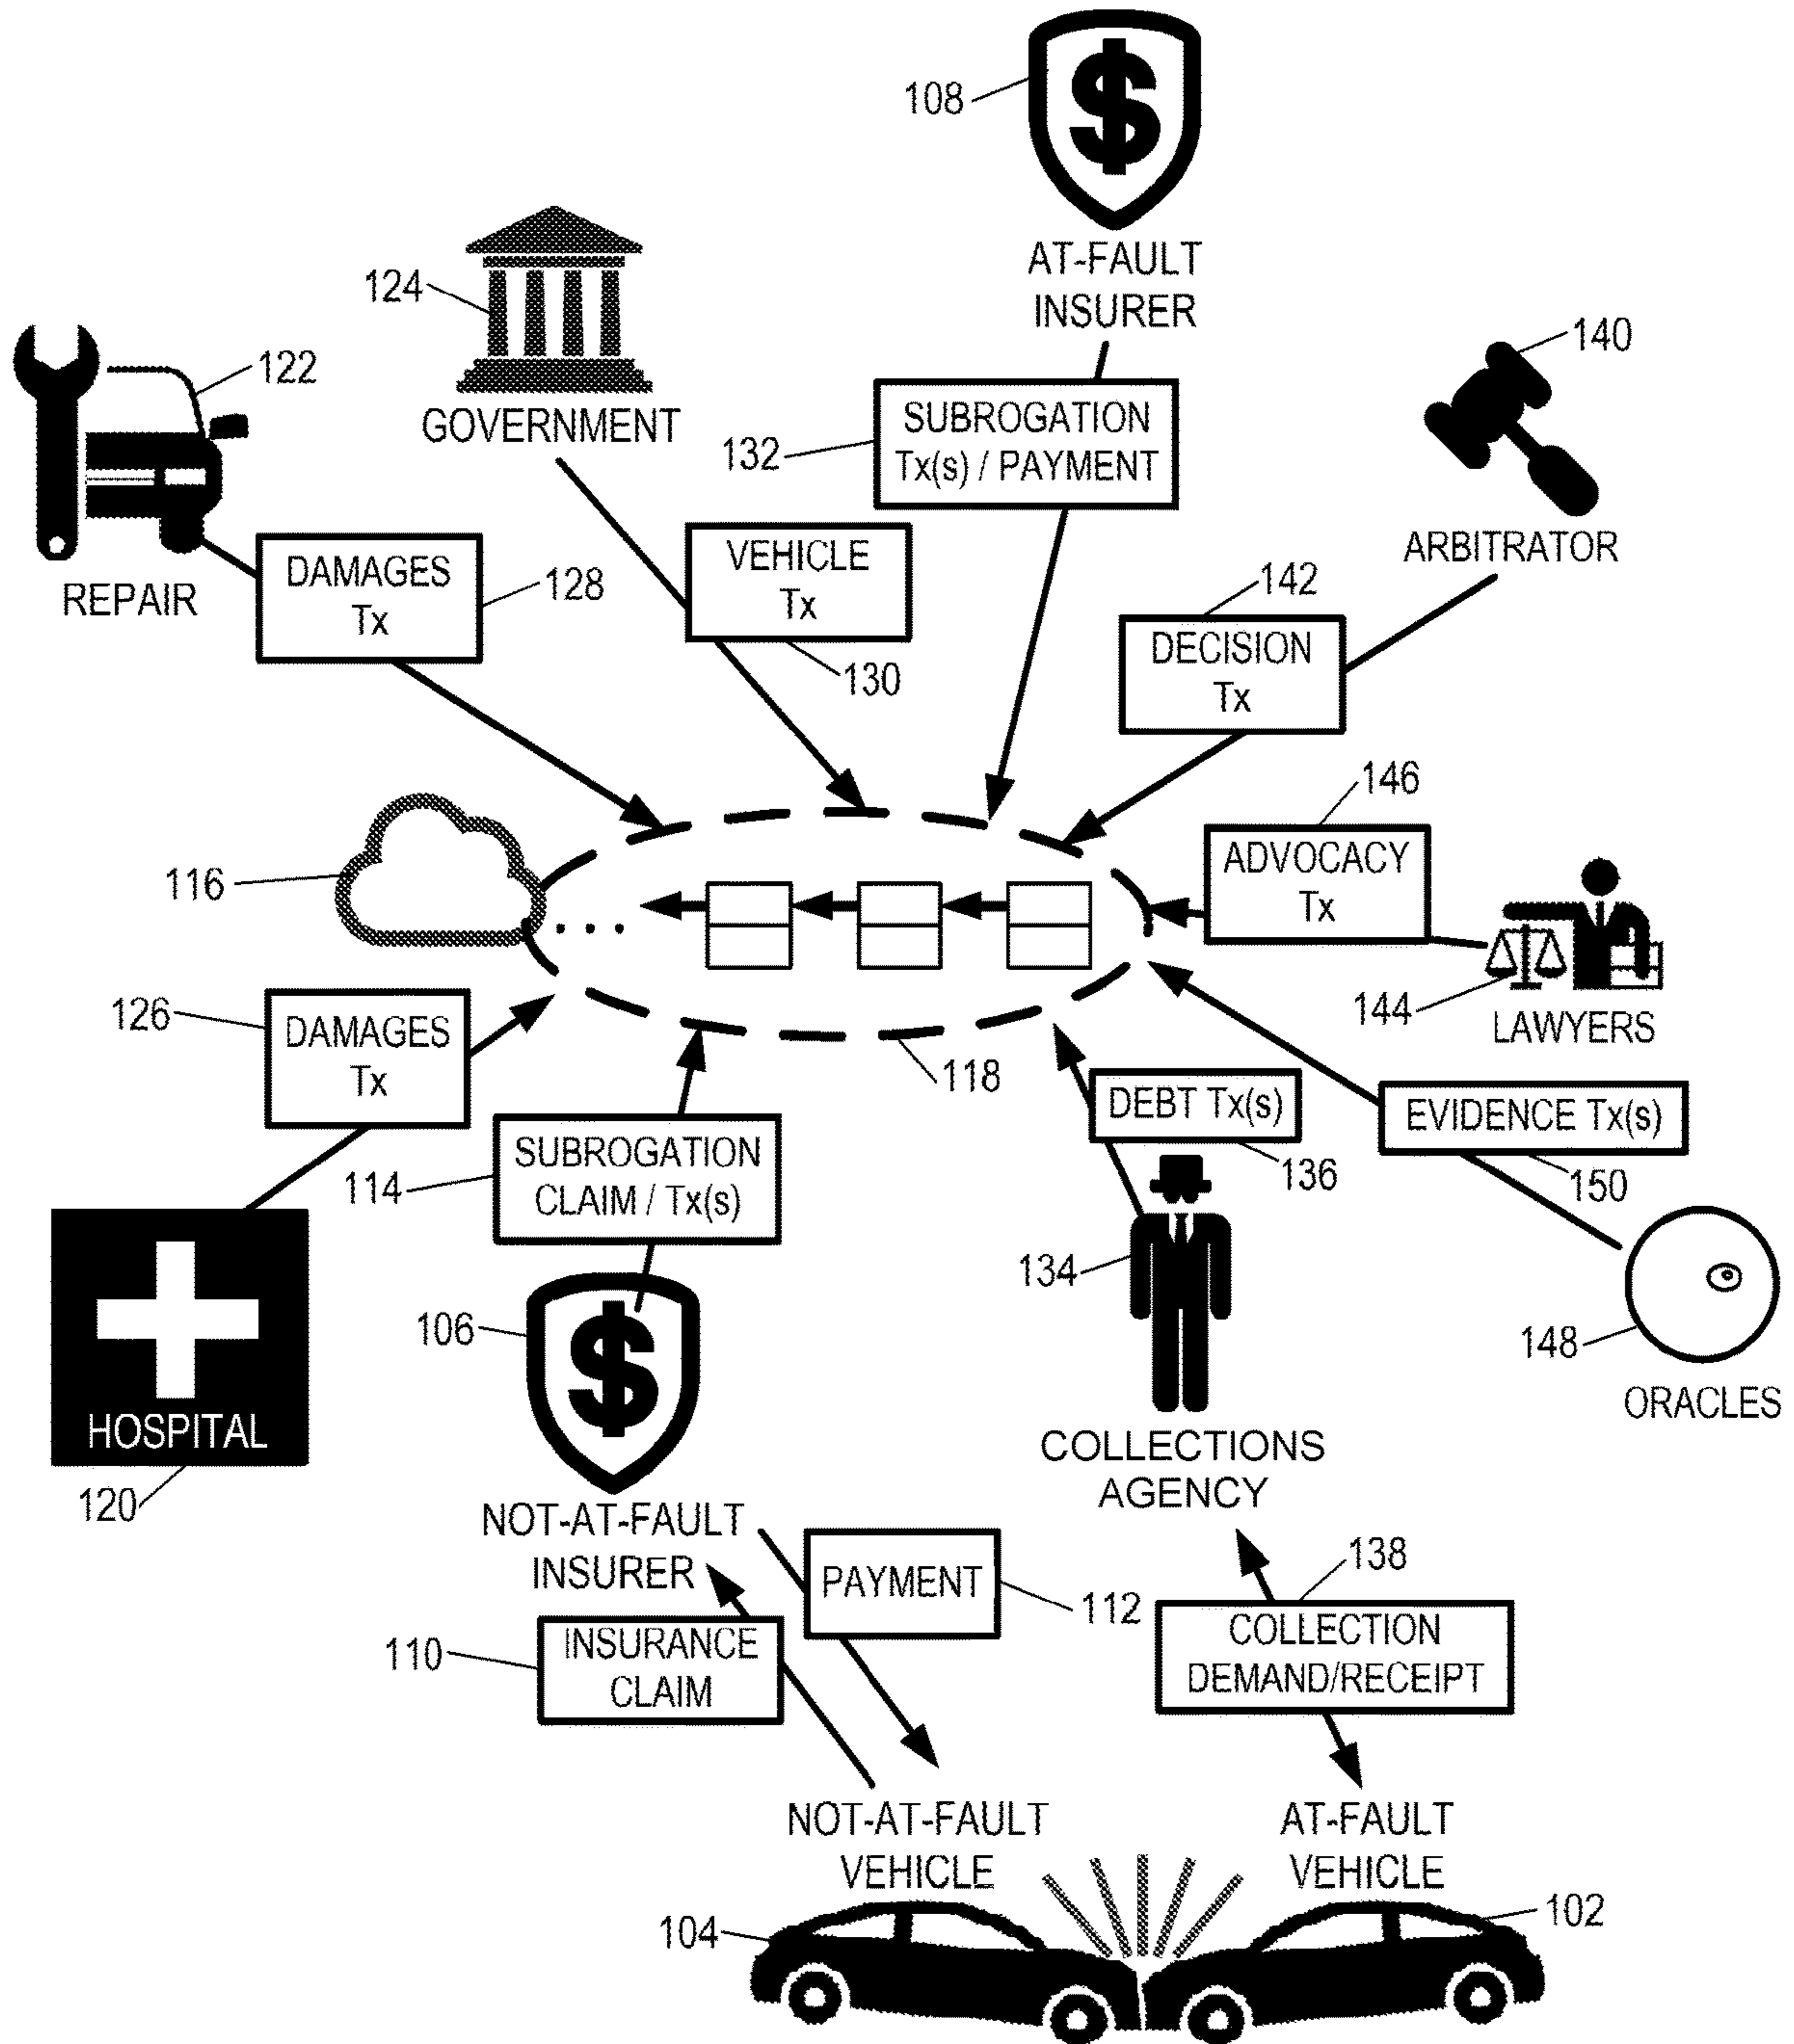 108
AT-FAULT
INSURER
124
GOVERNMENT
122
REPAIR
140
ARBITRATOR
SUBROGATION
Tx(s) / PAYMENT
132
VEHICLE
Tx
130
DAMAGES
Tx
128
142
DECISION
Tx
146
ADVOCACY
Tx
116
. . .
144
LAWYERS
126
DAMAGES
Tx
118
DEBT Tx(s)
136
EVIDENCE Tx(s)
150
114
SUBROGATION
CLAIM / Tx(s)
134
106
148
ORACLES
HOSPITAL
120
COLLECTIONS
AGENCY
NOT-AT-FAULT
INSURER
PAYMENT
112
138
COLLECTION
DEMAND/RECEIPT
110
INSURANCE
CLAIM
NOT-AT-FAULT
VEHICLE
AT-FAULT
VEHICLE
104
102